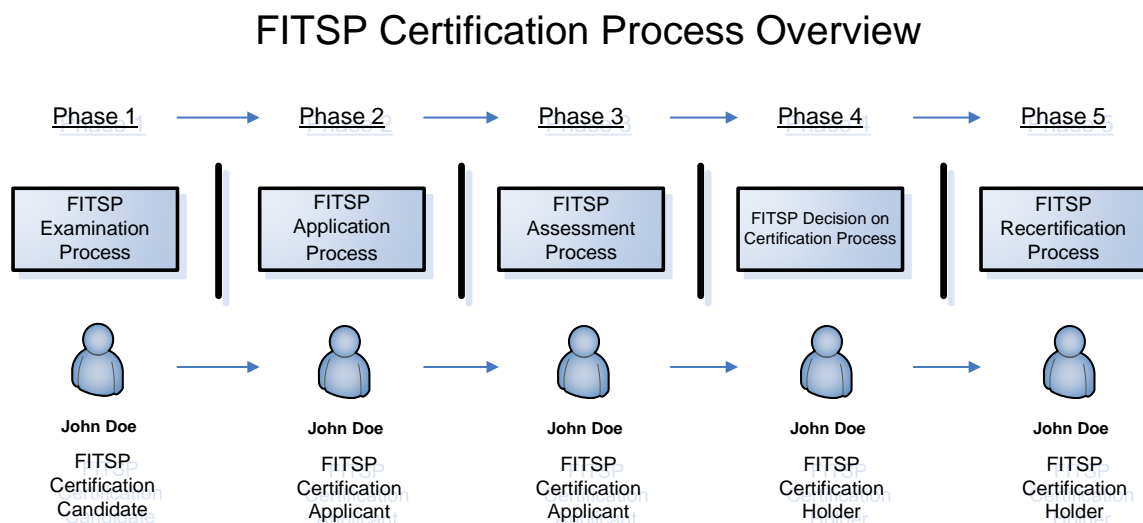 FITSP Certification Process Overview
Phase 1
Phase 2
Phase 3
Phase 4
Phase 5
FITSP
Examination
Process
FITSP
Application
Process
FITSP
Assessment
Process
FITSP Decision on
Certification Process
FITSP
Recertification
Process
John Doe
FITSP
Certification
Candidate
John Doe
FITSP
Certification
Applicant
John Doe
FITSP
Certification
Applicant
John Doe
FITSP
Certification
Holder
John Doe
FITSP
Certification
Holder